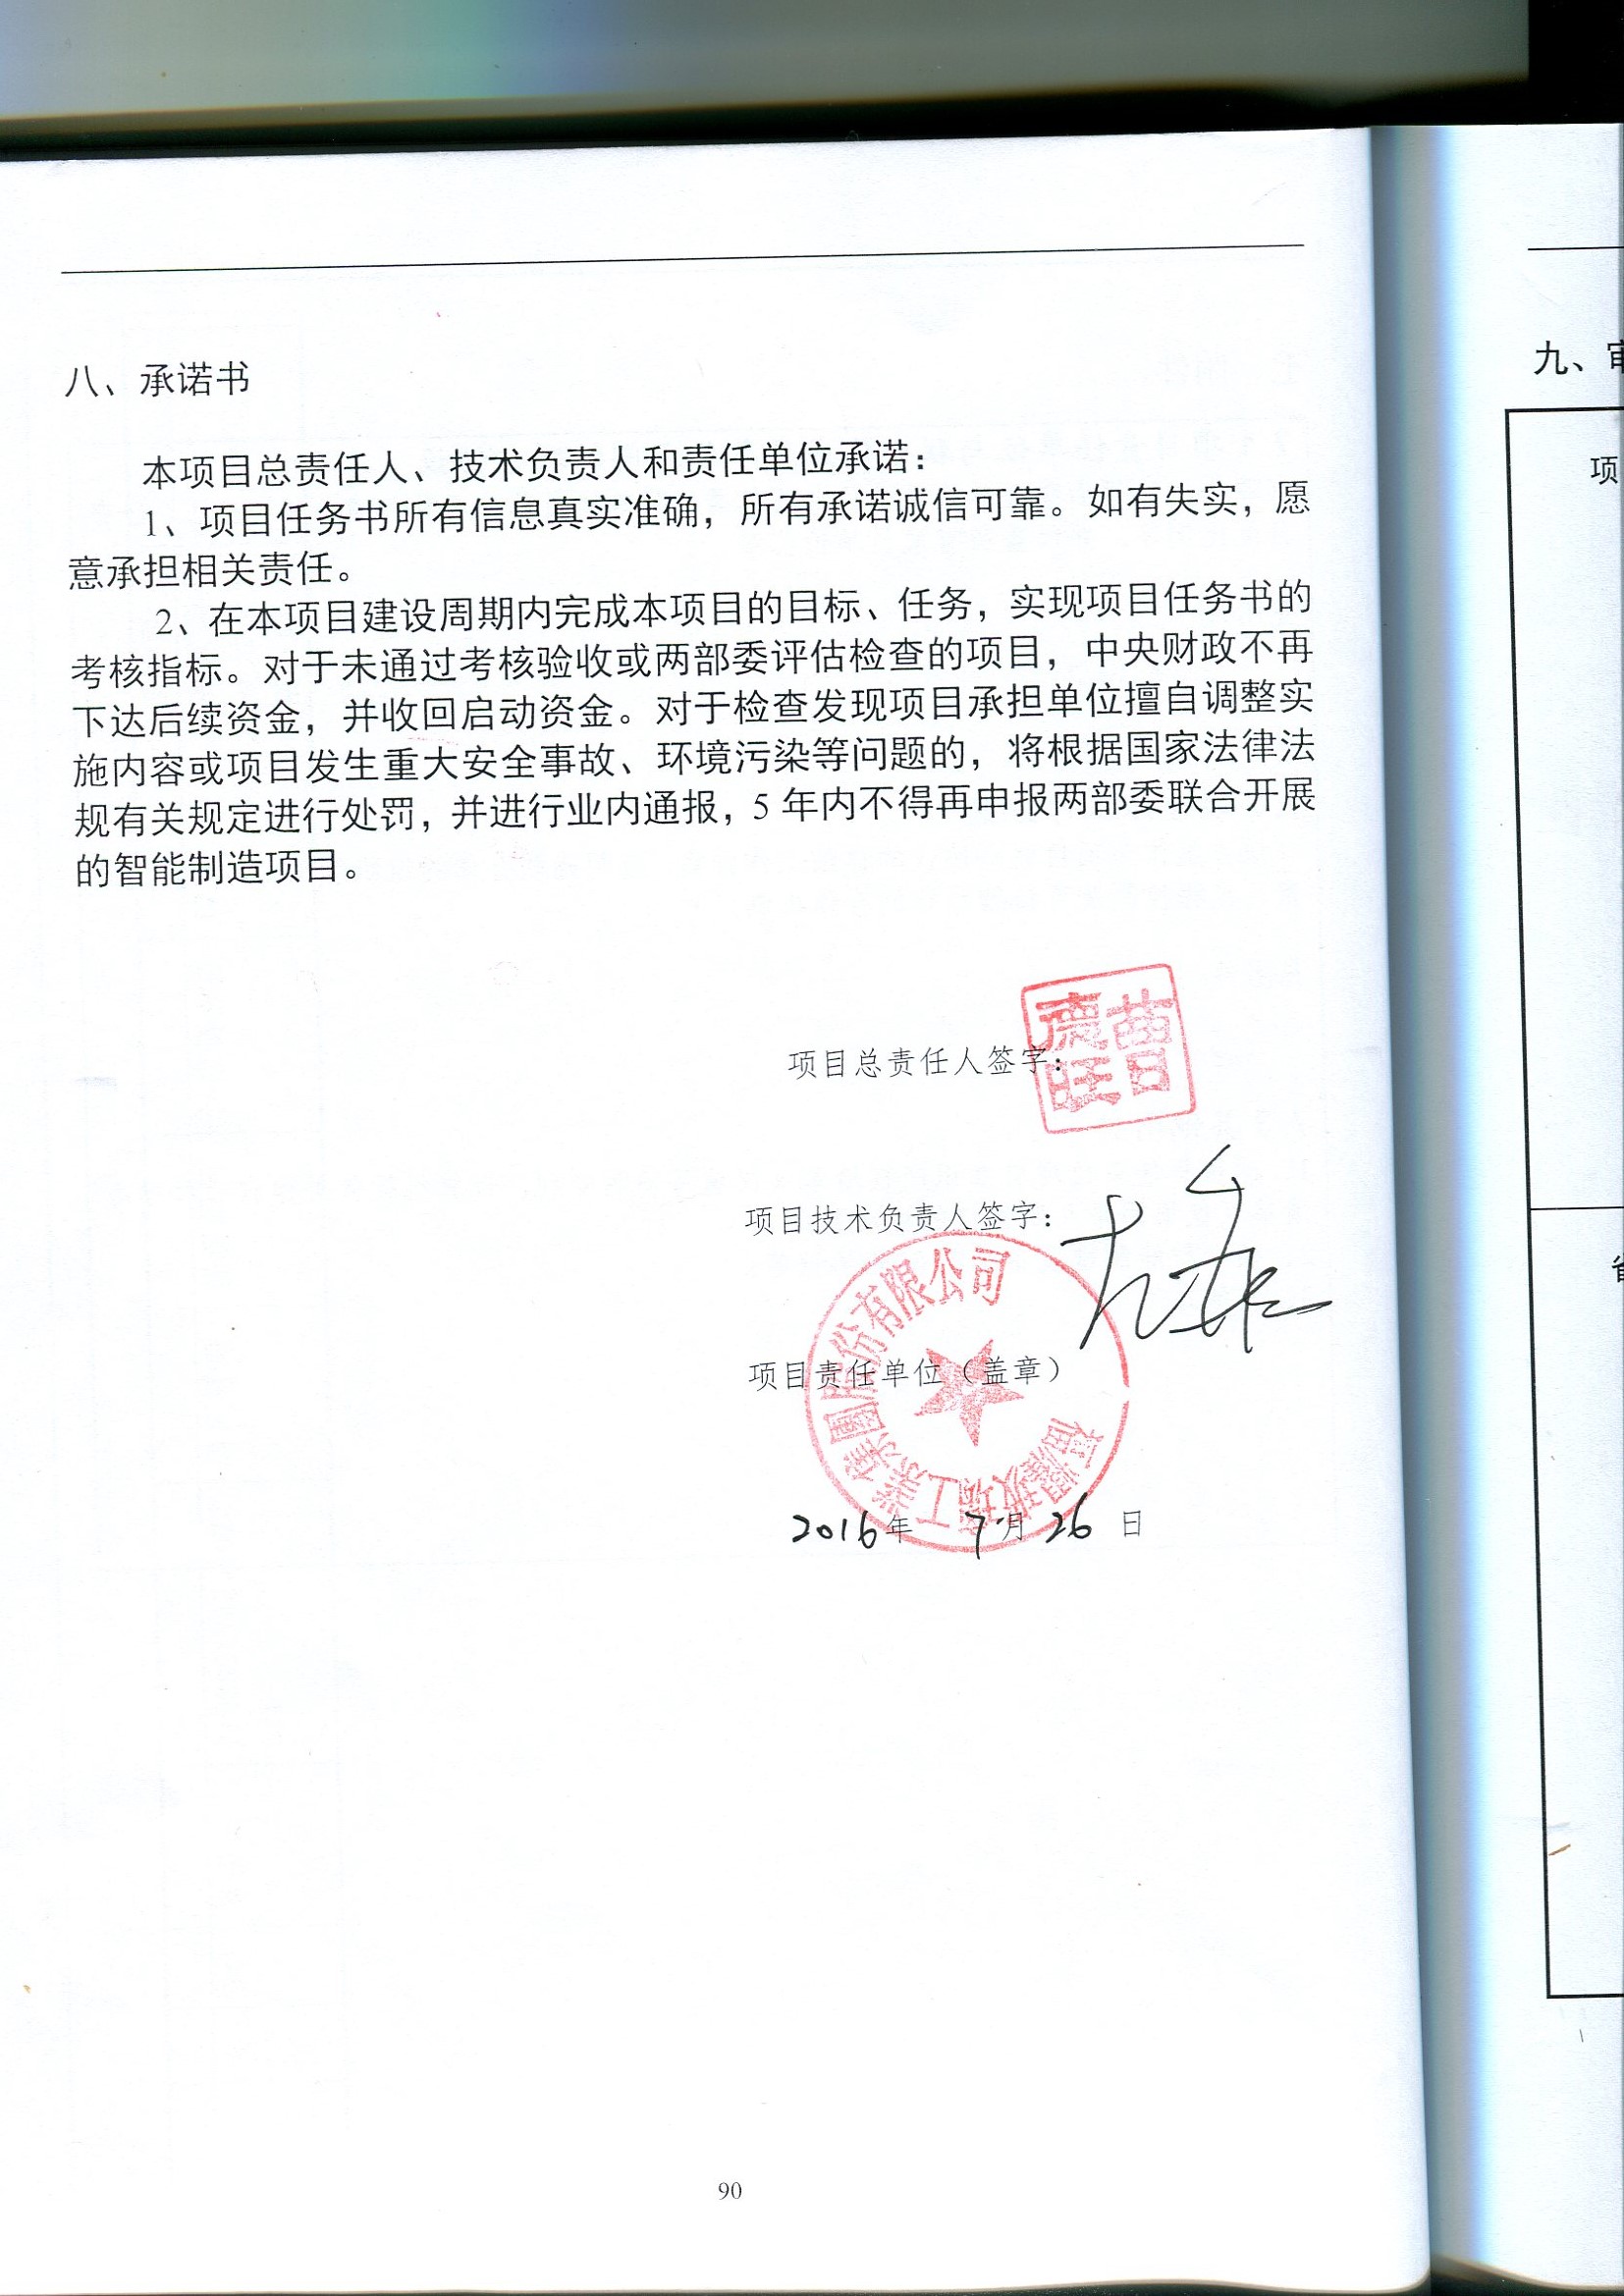 八、承诺书
本项目总责任人、技术负责人和责任单位承诺：
1、项目任务书所有信息真实准确，所有承诺诚信可靠。如有失实，愿
意承担相关责任。
2、在本项目建设周期内完成本项目的目标、任务，实现项目任务书的
考核指标。对于未通过考核验收或两部委评估检查的项目，中央财政不再
下达后续资金，并收回启动资金。对于检查发现项目承担单位擅自调整实
施内容或项目发生重大安全事故、环境污染等问题的，将根据国家法律法
规有关规定进行处罚，并进行业内通报，5 年内不得再申报两部委联合开展
的智能制造项目。
项目总责任人签字：
德旺
项目技术负责人签字：
项目责任单位（盖章）
福耀玻璃工業集團股份有限公司
2016年 7月 26 日
90
九、
项